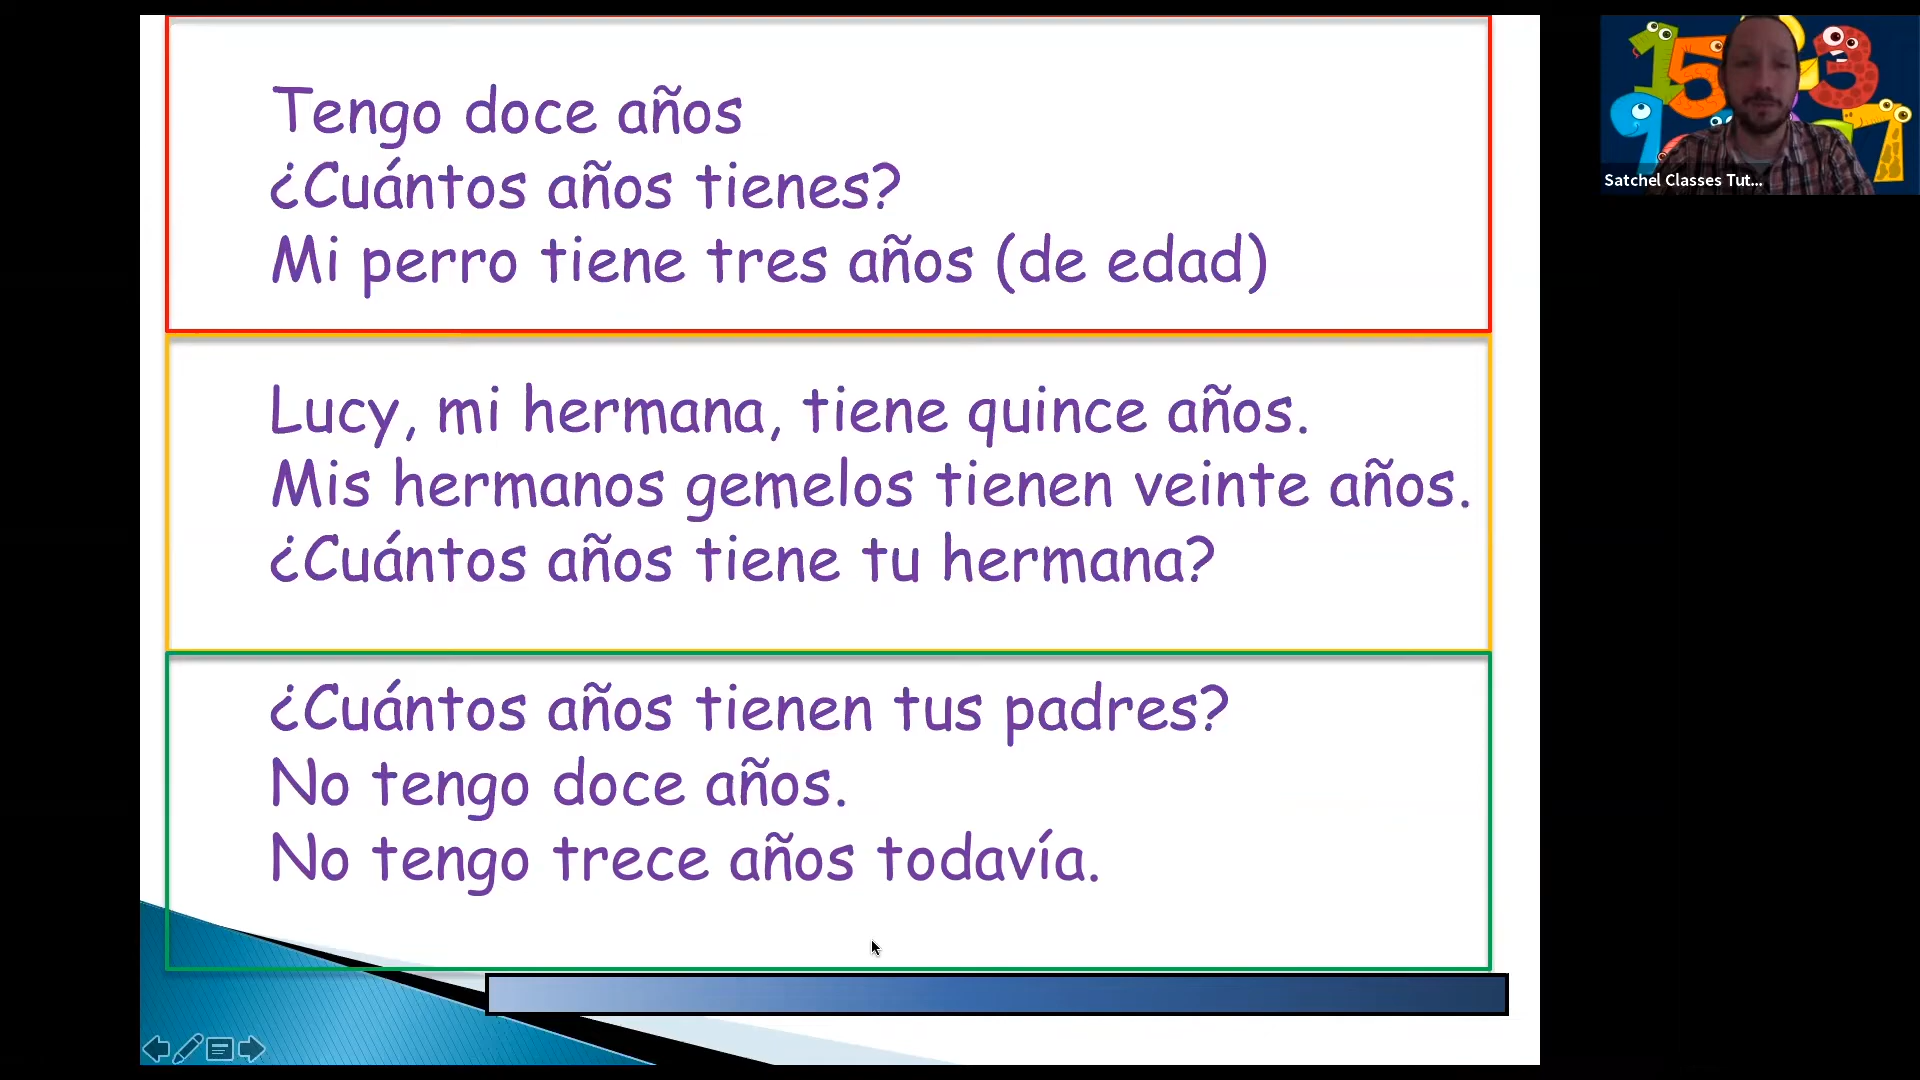 Tengo doce años
¿Cuántos años tienes?
Mi perro tiene tres años (de edad)
Lucy, mi hermana, tiene quince años.
Mis hermanos gemelos tienen veinte años.
¿Cuántos años tiene tu hermana?
¿Cuántos años tienen tus padres?
No tengo doce años.
No tengo trece años todavía.
Satchel Classes Tut...